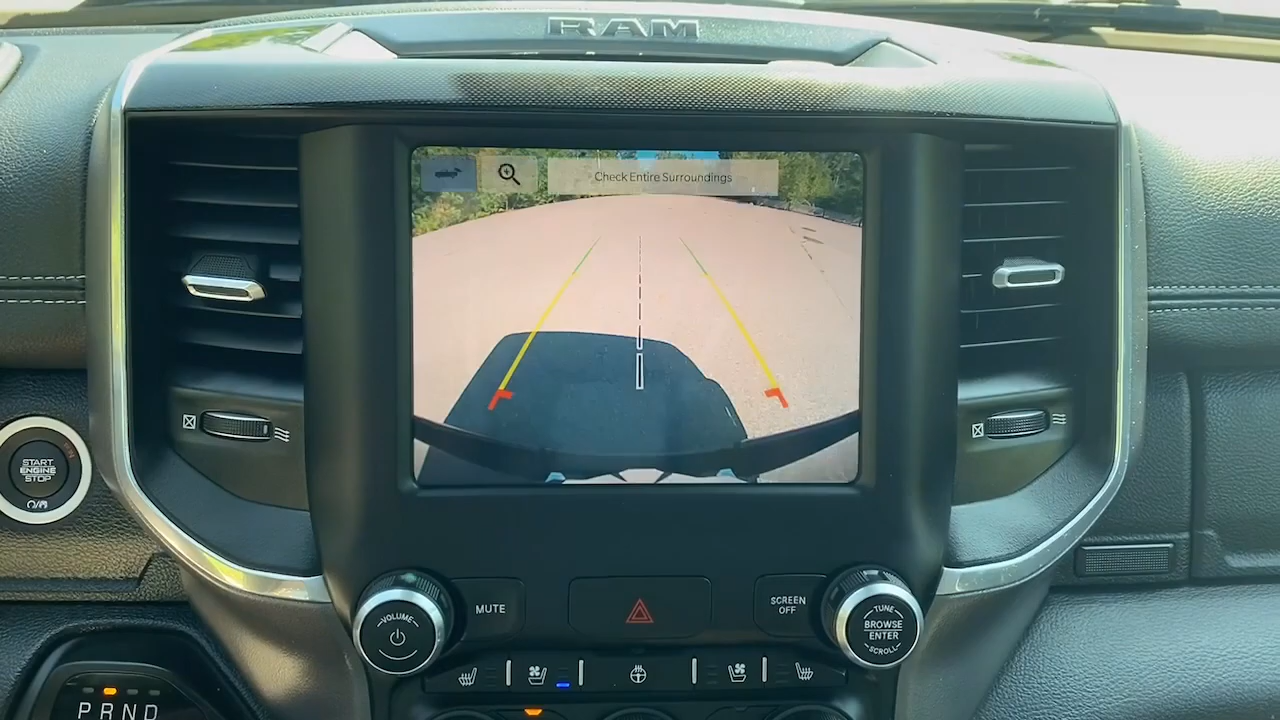 RAM
Check Entire Surroundings
START
ENGINE
STOP
VOLUME
MUTE
SCREEN
OFF
TUNE
BROWSE
ENTER
SCROLL
PRND